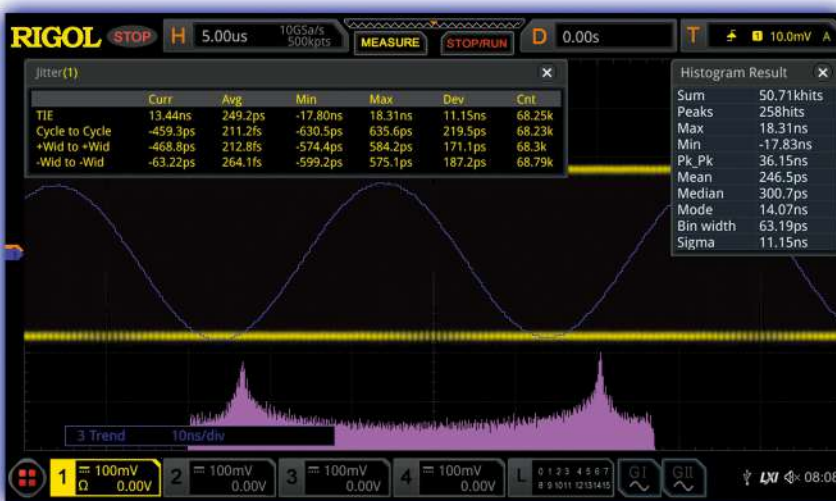 RIGOL STOP H 5.00us 10GSa/s 500kpts MEASURE STOP/RUN D 0.00s T 1 10.0mV A
Jitter(1)
Curr Avg Min Max Dev Cnt
TIE 13.44ns 249.2ps -17.80ns 18.31ns 11.15ns 68.25k
Cycle to Cycle -459.3ps 211.2fs -630.5ps 635.6ps 219.5ps 68.23k
+Wid to +Wid -468.8ps 212.8fs -574.4ps 584.2ps 171.1ps 68.3k
-Wid to -Wid -63.22ps 264.1fs -599.2ps 575.1ps 187.2ps 68.79k
Histogram Result
Sum 50.71khits
Peaks 258hits
Max 18.31ns
Min -17.83ns
Pk_Pk 36.15ns
Mean 246.5ps
Median 300.7ps
Mode 14.07ns
Bin width 63.19ps
Sigma 11.15ns
3 Trend 10ns/div
1 100mV Ω 0.00V
2 100mV 0.00V
3 100mV 0.00V
4 100mV 0.00V
L 0 1 2 3 4 5 6 7
8 9 10 11 12 13 14 15
GI GII LXI 08:08